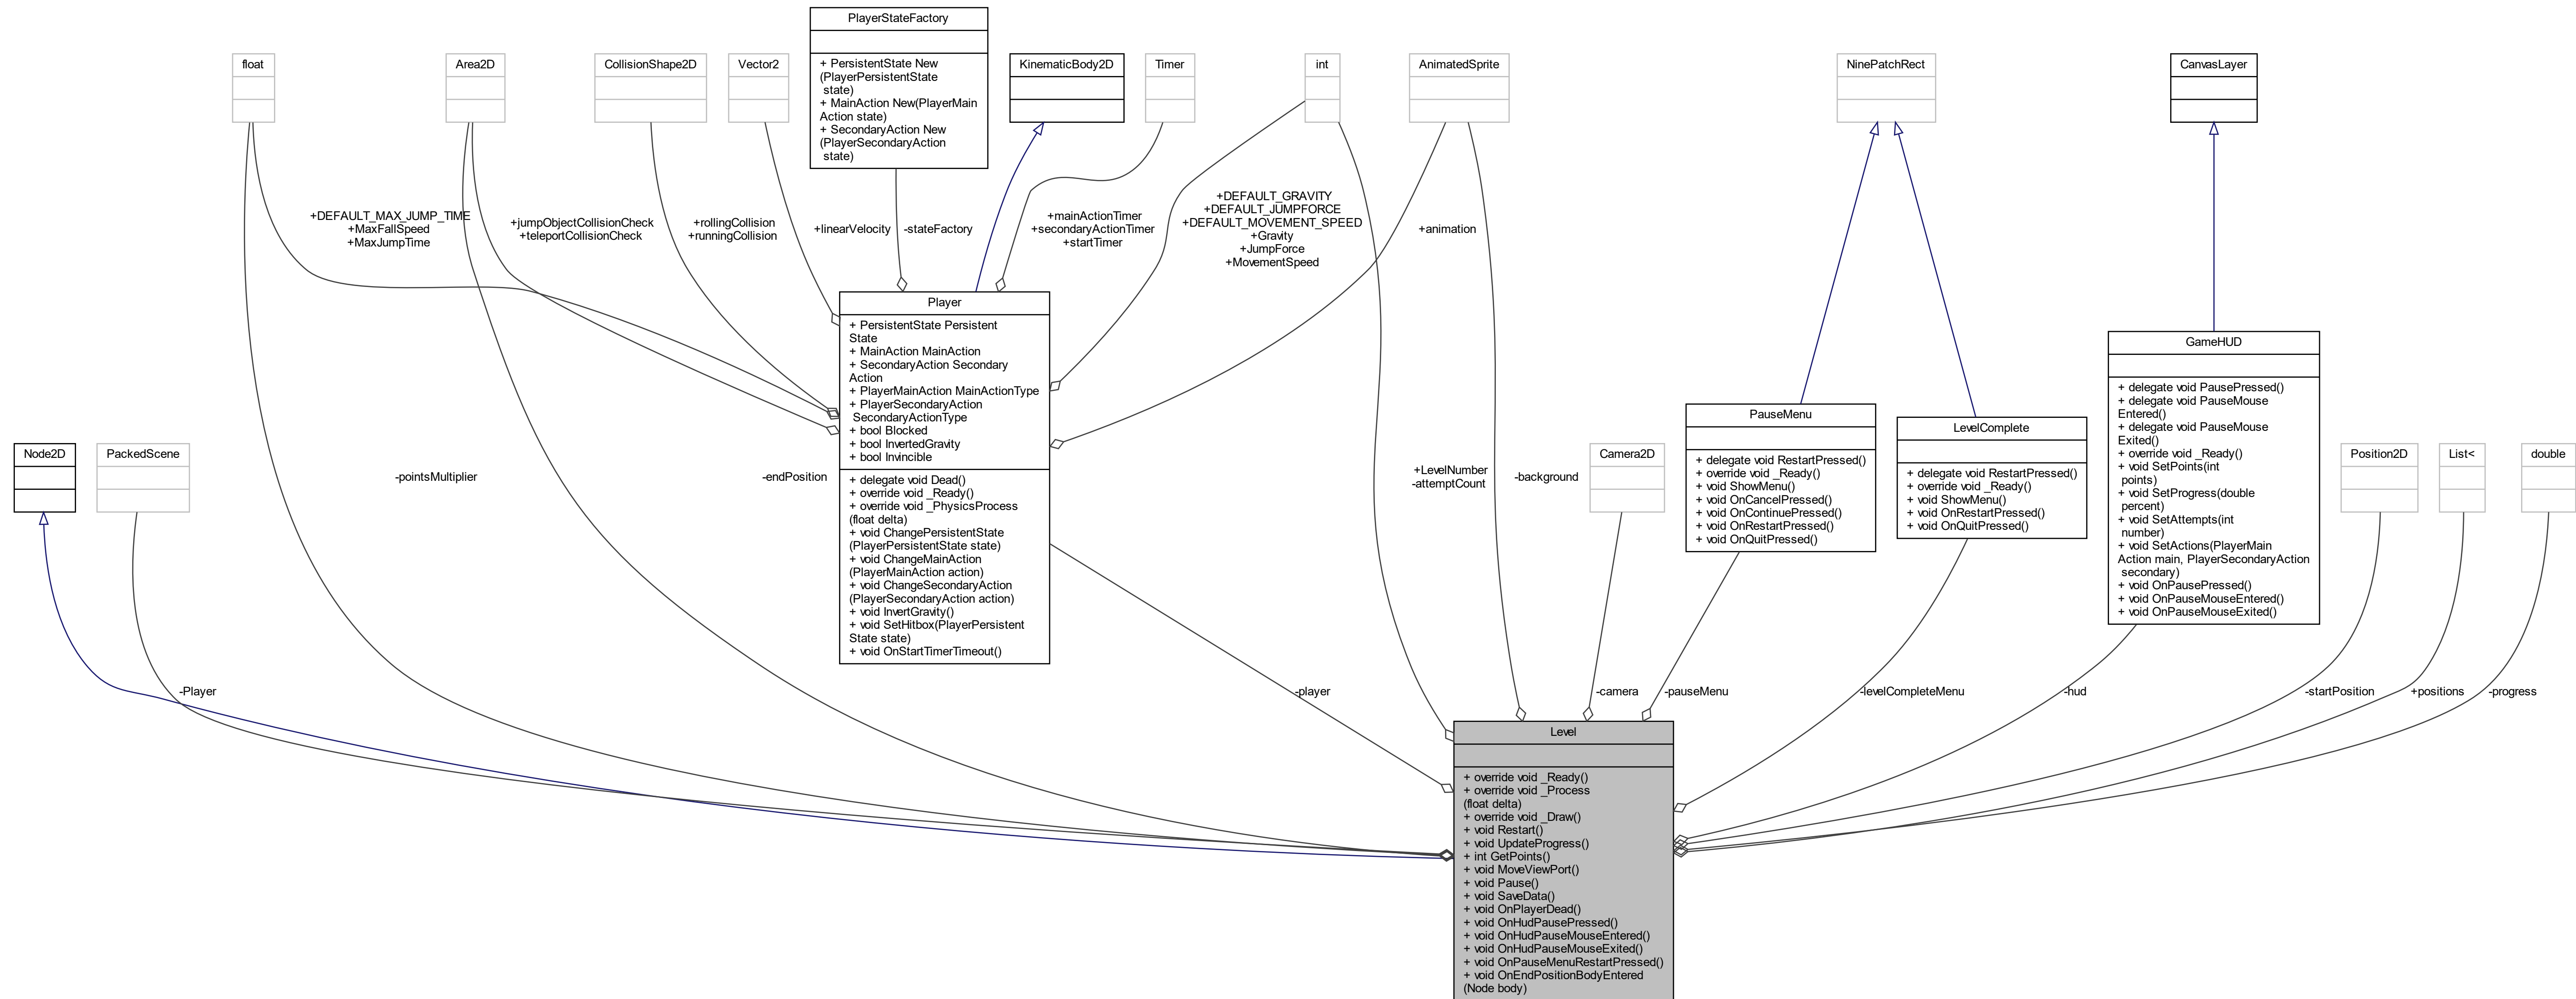 PlayerStateFactory
+ PersistentState New
(PlayerPersistentState
state)
+ MainAction New(PlayerMain
Action state)
+ SecondaryAction New
(PlayerSecondaryAction
state)
float
Area2D
CollisionShape2D
Vector2
KinematicBody2D
Timer
int
AnimatedSprite
NinePatchRect
CanvasLayer
+DEFAULT_MAX_JUMP_TIME
+MaxFallSpeed
+MaxJumpTime
+jumpObjectCollisionCheck
+teleportCollisionCheck
+rollingCollision
+runningCollision
+linearVelocity
-stateFactory
+mainActionTimer
+secondaryActionTimer
+startTimer
+DEFAULT_GRAVITY
+DEFAULT_JUMPFORCE
+DEFAULT_MOVEMENT_SPEED
+Gravity
+JumpForce
+MovementSpeed
+animation
Player
+ PersistentState Persistent
State
+ MainAction MainAction
+ SecondaryAction Secondary
Action
+ PlayerMainAction MainActionType
+ PlayerSecondaryAction
SecondaryActionType
+ bool Blocked
+ bool InvertedGravity
+ bool Invincible
+ delegate void Dead()
+ override void _Ready()
+ override void _PhysicsProcess
(float delta)
+ void ChangePersistentState
(PlayerPersistentState state)
+ void ChangeMainAction
(PlayerMainAction action)
+ void ChangeSecondaryAction
(PlayerSecondaryAction action)
+ void InvertGravity()
+ void SetHitbox(PlayerPersistent
State state)
+ void OnStartTimerTimeout()
GameHUD
+ delegate void PausePressed()
+ delegate void PauseMouse
Entered()
+ delegate void PauseMouse
Exited()
+ override void _Ready()
+ void SetPoints(int
points)
+ void SetProgress(double
percent)
+ void SetAttempts(int
number)
+ void SetActions(PlayerMain
Action main, PlayerSecondaryAction
secondary)
+ void OnPausePressed()
+ void OnPauseMouseEntered()
+ void OnPauseMouseExited()
PauseMenu
+ delegate void RestartPressed()
+ override void _Ready()
+ void ShowMenu()
+ void OnCancelPressed()
+ void OnContinuePressed()
+ void OnRestartPressed()
+ void OnQuitPressed()
LevelComplete
+ delegate void RestartPressed()
+ override void _Ready()
+ void ShowMenu()
+ void OnRestartPressed()
+ void OnQuitPressed()
Node2D
PackedScene
-pointsMultiplier
-endPosition
+LevelNumber
-attemptCount
-background
Camera2D
Position2D
List<
double
-Player
-player
-camera
-pauseMenu
-levelCompleteMenu
-hud
-startPosition
+positions
-progress
Level
+ override void _Ready()
+ override void _Process
(float delta)
+ override void _Draw()
+ void Restart()
+ void UpdateProgress()
+ int GetPoints()
+ void MoveViewPort()
+ void Pause()
+ void SaveData()
+ void OnPlayerDead()
+ void OnHudPausePressed()
+ void OnHudPauseMouseEntered()
+ void OnHudPauseMouseExited()
+ void OnPauseMenuRestartPressed()
+ void OnEndPositionBodyEntered
(Node body)